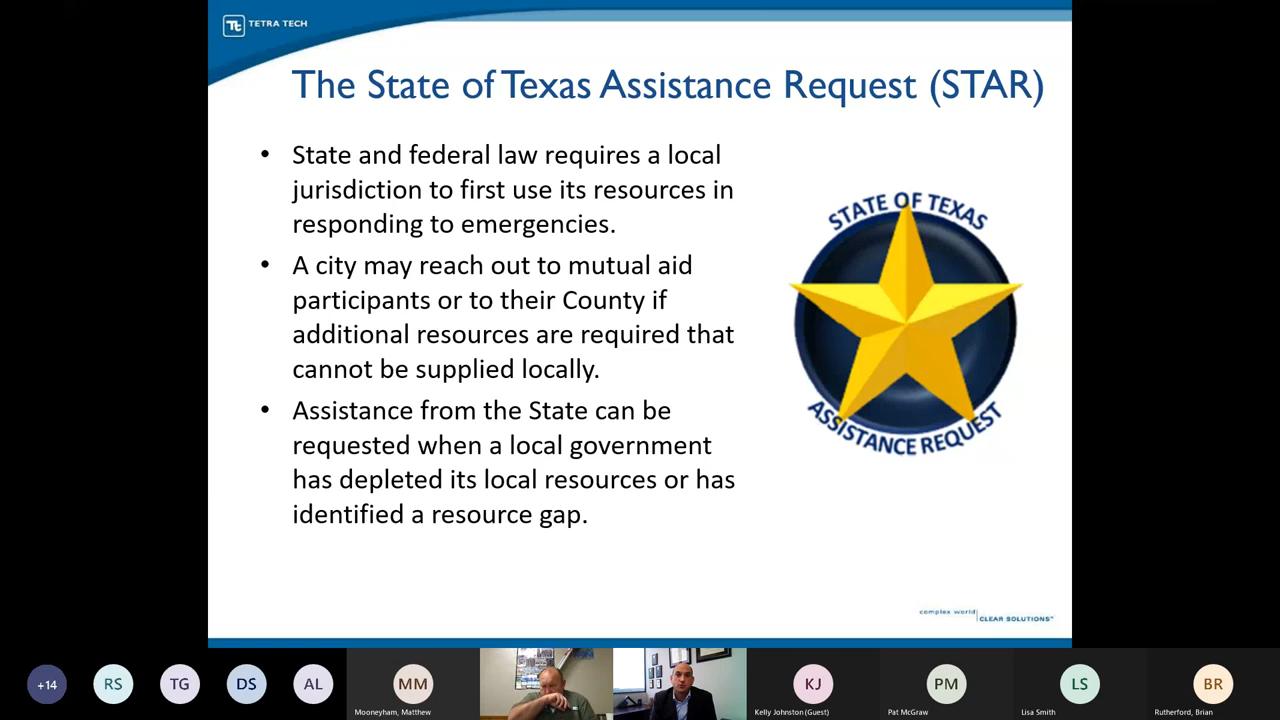 TETRA TECH
The State of Texas Assistance Request (STAR)
• State and federal law requires a local
jurisdiction to first use its resources in
responding to emergencies.
• A city may reach out to mutual aid
participants or to their County if
additional resources are required that
cannot be supplied locally.
• Assistance from the State can be
requested when a local government
has depleted its local resources or has
identified a resource gap.
STATE OF TEXAS
ASSISTANCE REQUEST
complex world
CLEAR SOLUTIONS™
+14
RS
TG
DS
AL
MM
KJ
PM
LS
BR
Mooneyham, Matthew
Kelly Johnston (Guest)
Pat McGraw
Lisa Smith
Rutherford, Brian